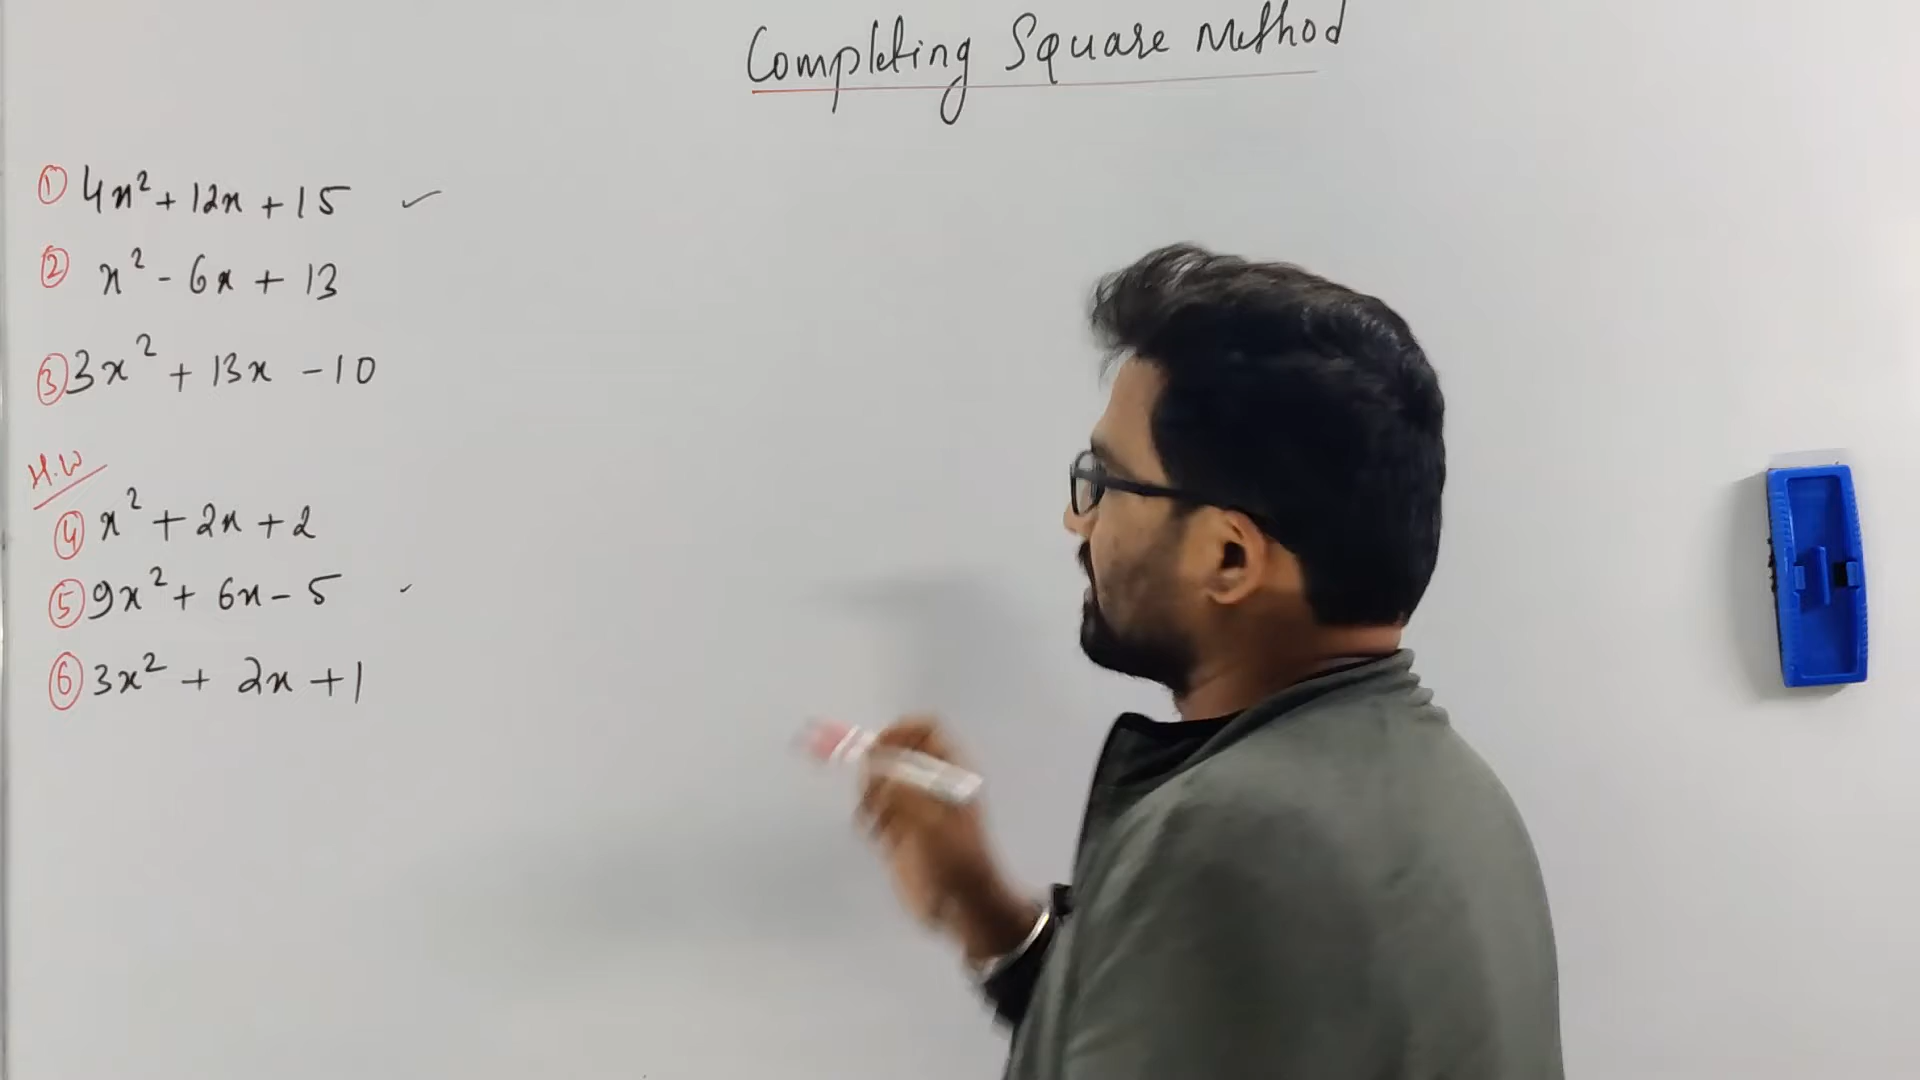 Completing Square Method
① 4x² + 12x + 15
② x² - 6x + 13
③ 3x² + 13x - 10
H.W
④ x² + 2x + 2
⑤ 9x² + 6x - 5
⑥ 3x² + 2x + 1